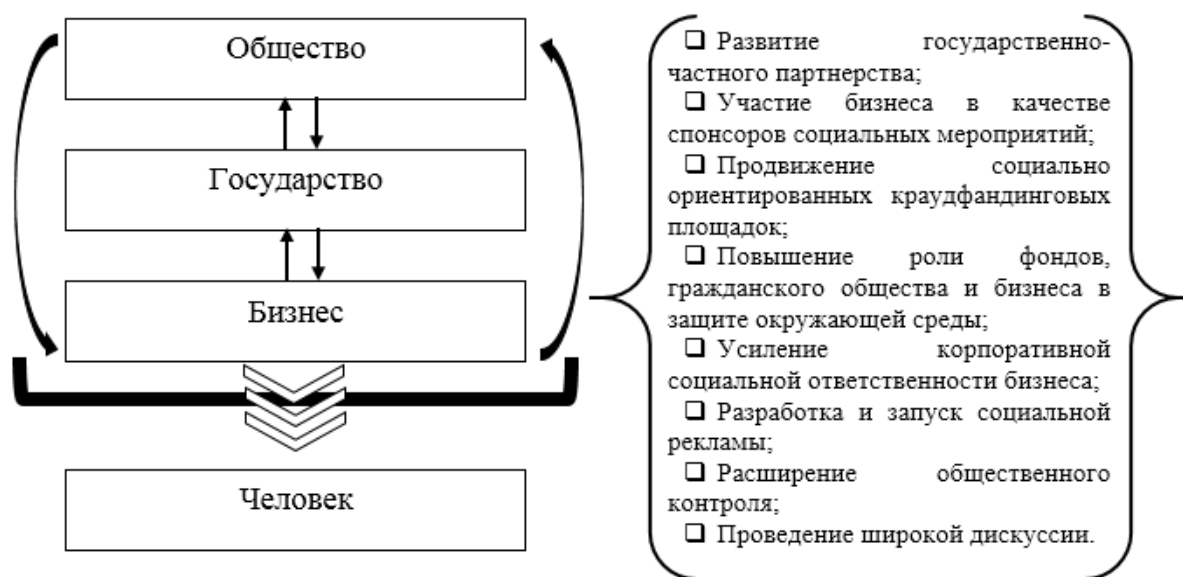 Общество
Государство
Бизнес
Человек
❑ Развитие государственно-
частного партнерства;
❑ Участие бизнеса в качестве
спонсоров социальных мероприятий;
❑ Продвижение социально
ориентированных краудфандинговых
площадок;
❑ Повышение роли фондов,
гражданского общества и бизнеса в
защите окружающей среды;
❑ Усиление корпоративной
социальной ответственности бизнеса;
❑ Разработка и запуск социальной
рекламы;
❑ Расширение общественного
контроля;
❑ Проведение широкой дискуссии.